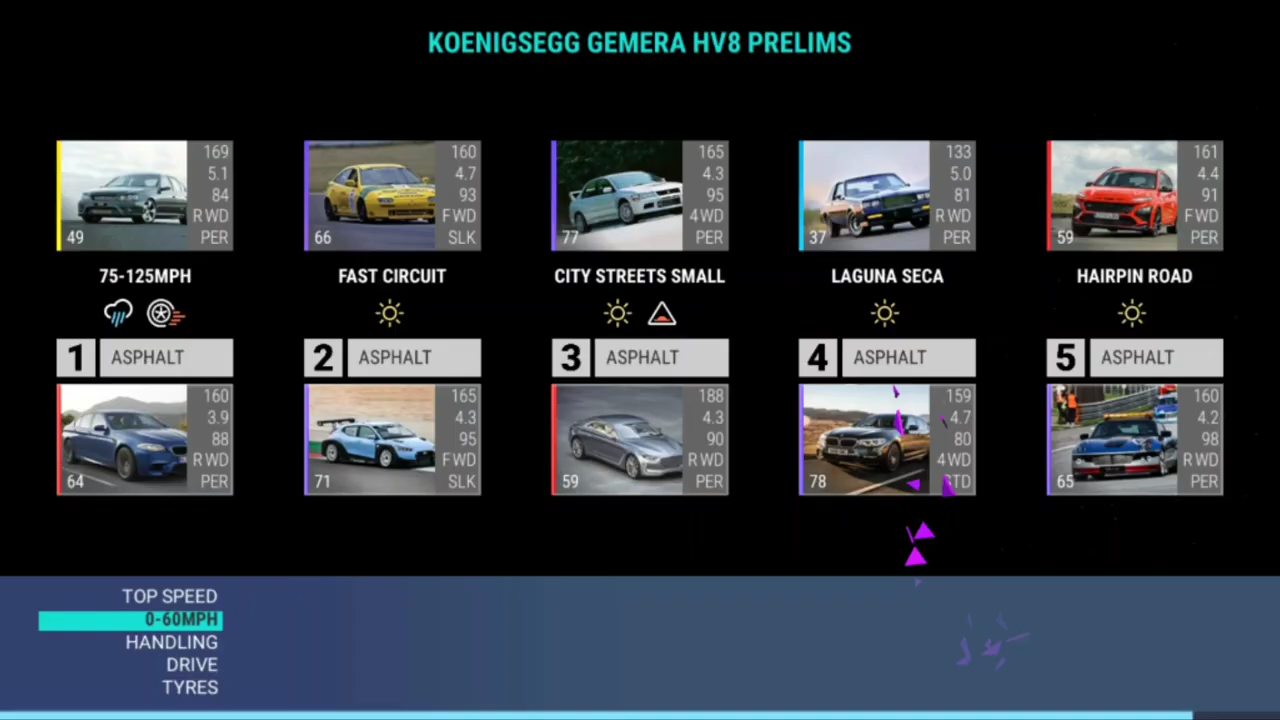 KOENIGSEGG GEMERA HV8 PRELIMS
169
5.1
84
RWD
49 PER
160
4.7
93
FWD
66 SLK
165
4.3
95
4WD
77 PER
133
5.0
81
RWD
37 PER
161
4.4
91
FWD
59 PER
75-125MPH
FAST CIRCUIT
CITY STREETS SMALL
LAGUNA SECA
HAIRPIN ROAD
1 ASPHALT
2 ASPHALT
3 ASPHALT
4 ASPHALT
5 ASPHALT
160
3.9
88
RWD
64 PER
165
4.3
95
FWD
71 SLK
188
4.3
90
RWD
59 PER
159
4.7
80
4WD
78 STD
160
4.2
98
RWD
65 PER
TOP SPEED
0-60MPH
HANDLING
DRIVE
TYRES